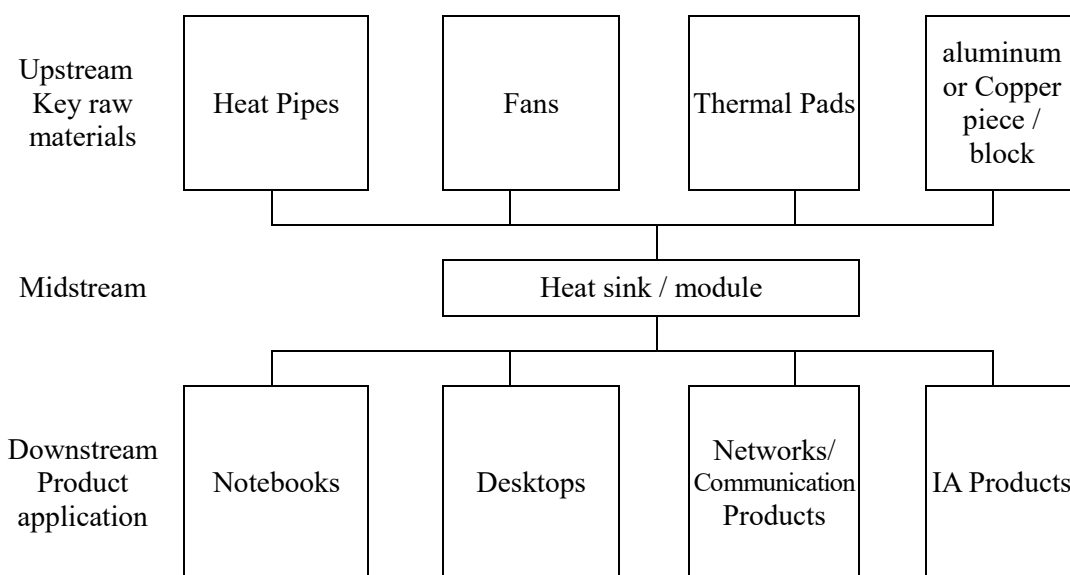 Upstream
Key raw
materials
Heat Pipes
Fans
Thermal Pads
aluminum
or Copper
piece /
block
Midstream
Heat sink / module
Downstream
Product
application
Notebooks
Desktops
Networks/
Communication
Products
IA Products